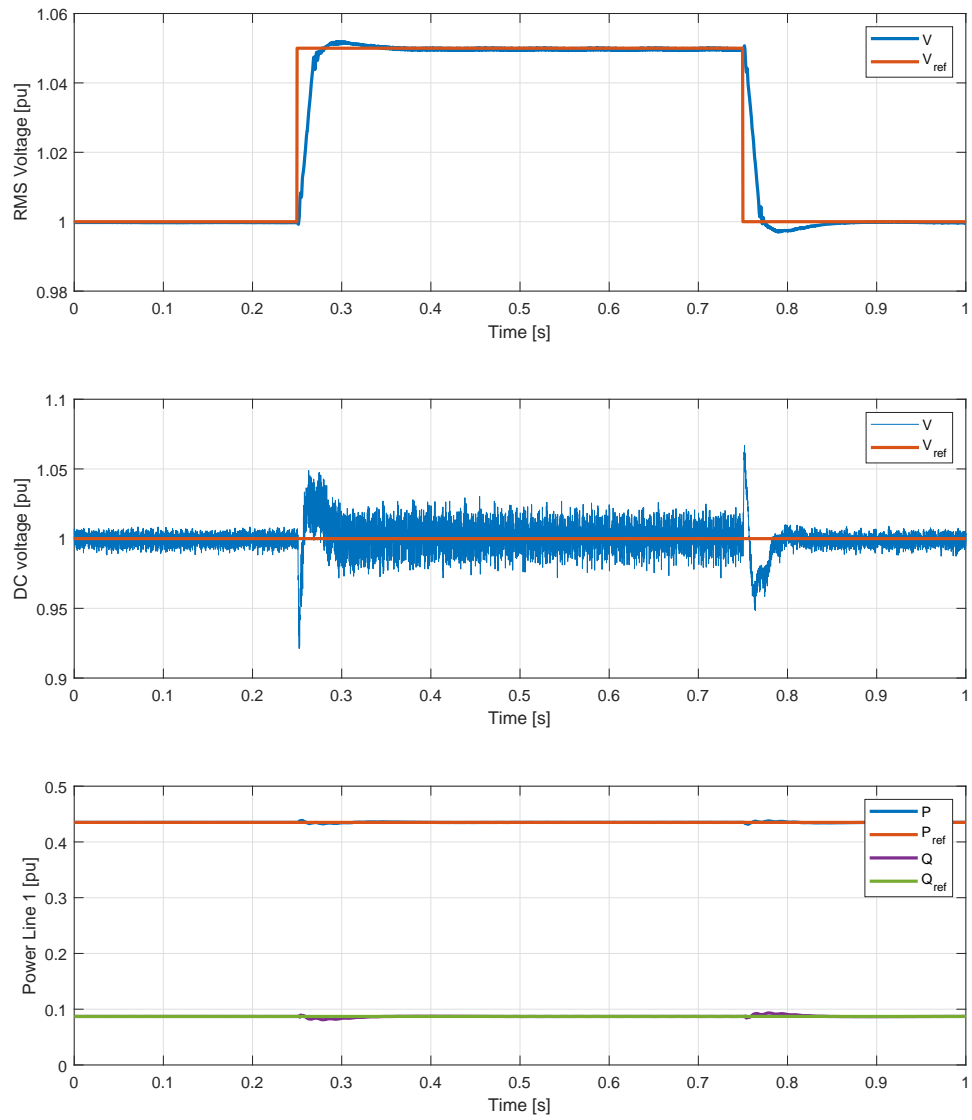 1.06
1.04
1.02
1
0.98
RMS Voltage [pu]
V
V_ref
0 0.1 0.2 0.3 0.4 0.5 0.6 0.7 0.8 0.9 1
Time [s]
1.1
1.05
1
0.95
0.9
DC voltage [pu]
V
V_ref
0 0.1 0.2 0.3 0.4 0.5 0.6 0.7 0.8 0.9 1
Time [s]
0.5
0.4
0.3
0.2
0.1
0
Power Line 1 [pu]
P
P_ref
Q
Q_ref
0 0.1 0.2 0.3 0.4 0.5 0.6 0.7 0.8 0.9 1
Time [s]